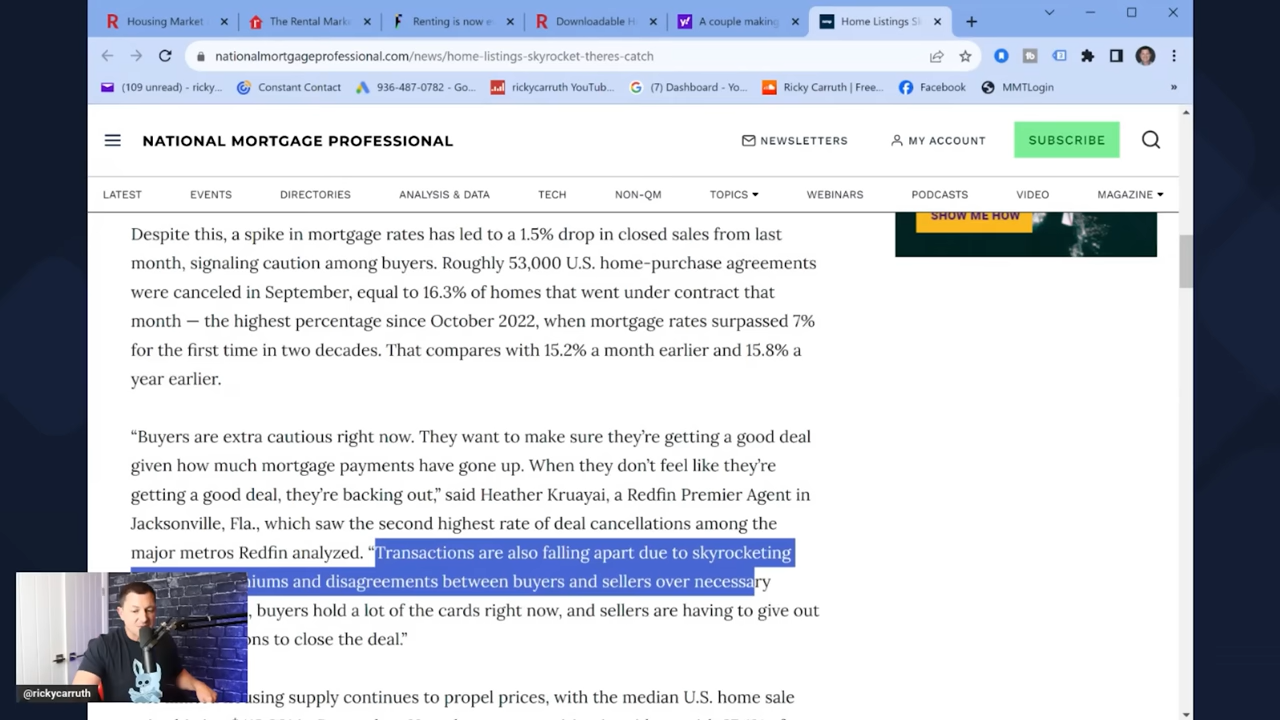 Housing Market
The Rental Mark
Renting is now e
Downloadable H
A couple making
Home Listings Sk
nationalmortgageprofessional.com/news/home-listings-skyrocket-theres-catch
(109 unread) - ricky...
Constant Contact
936-487-0782 - Go...
rickycarruth YouTub...
(7) Dashboard - Yo...
Ricky Carruth | Free...
Facebook
MMTLogin
»
NATIONAL MORTGAGE PROFESSIONAL
NEWSLETTERS
MY ACCOUNT
SUBSCRIBE
LATEST
EVENTS
DIRECTORIES
ANALYSIS & DATA
TECH
NON-QM
TOPICS
WEBINARS
PODCASTS
VIDEO
MAGAZINE
SHOW ME HOW
Despite this, a spike in mortgage rates has led to a 1.5% drop in closed sales from last
month, signaling caution among buyers. Roughly 53,000 U.S. home-purchase agreements
were canceled in September, equal to 16.3% of homes that went under contract that
month — the highest percentage since October 2022, when mortgage rates surpassed 7%
for the first time in two decades. That compares with 15.2% a month earlier and 15.8% a
year earlier.
“Buyers are extra cautious right now. They want to make sure they’re getting a good deal
given how much mortgage payments have gone up. When they don’t feel like they’re
getting a good deal, they’re backing out,” said Heather Kruayai, a Redfin Premier Agent in
Jacksonville, Fla., which saw the second highest rate of deal cancellations among the
major metros Redfin analyzed. “Transactions are also falling apart due to skyrocketing
iums and disagreements between buyers and sellers over necessary
, buyers hold a lot of the cards right now, and sellers are having to give out
ons to close the deal.”
using supply continues to propel prices, with the median U.S. home sale
@rickycarruth